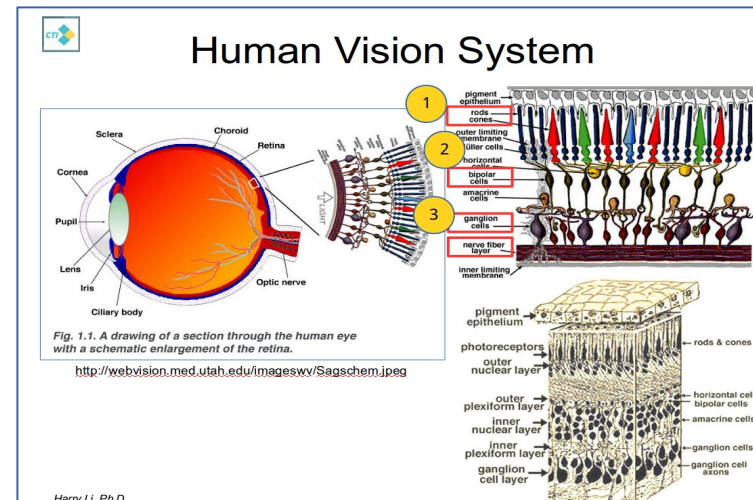 CTI
Human Vision System
Sclera
Choroid
Retina
Cornea
Pupil
Lens
Iris
Ciliary body
Optic nerve
LIGHT
Fig. 1.1. A drawing of a section through the human eye
with a schematic enlargement of the retina.
http://webvision.med.utah.edu/imageswv/Sagschem.jpeg
1
2
3
pigment
epithelium
rods
cones
outer limiting
membrane
üller cells
horizontal
cells
bipolar
cells
amacrine
cells
ganglion
cells
nerve fiber
layer
inner limiting
membrane
pigment
epithelium
photoreceptors
outer
nuclear layer
outer
plexiform layer
inner
nuclear layer
inner
plexiform layer
ganglion
cell layer
rods & cones
horizontal cel
bipolar cells
amacrine cells
ganglion cells
ganglion cell
axons
Harry Li, Ph.D.